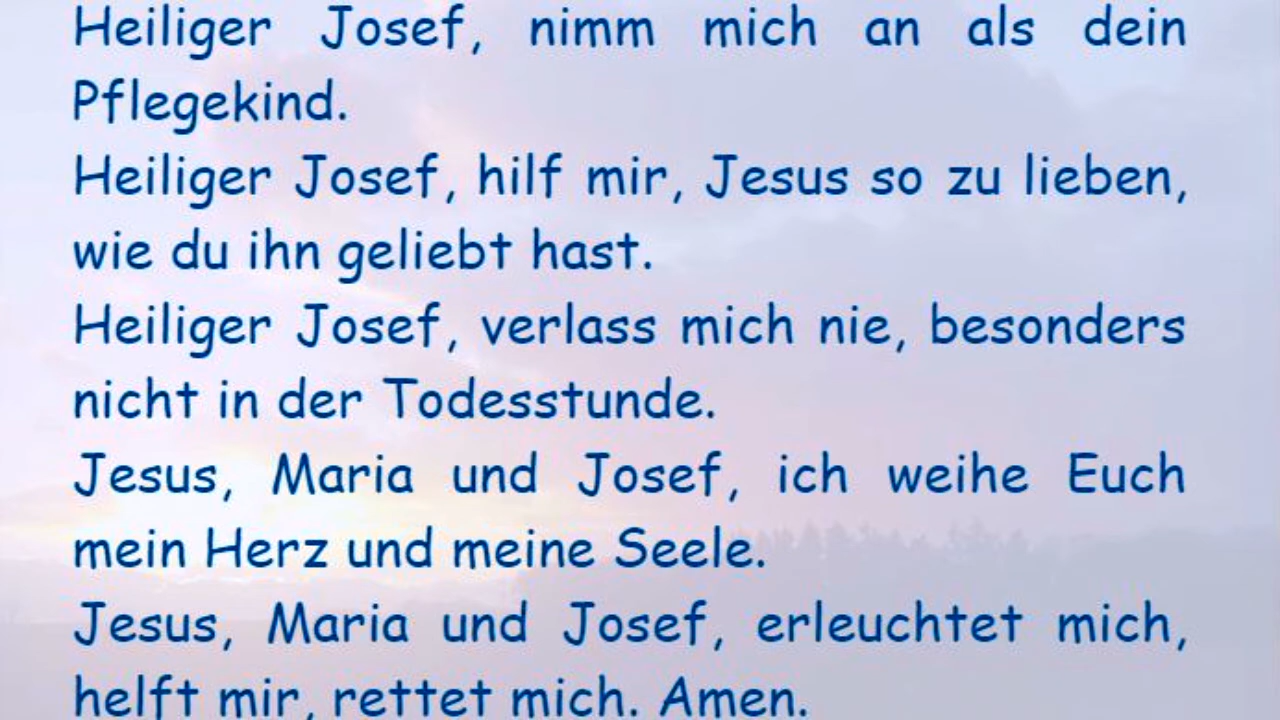 Heiliger Josef, nimm mich an als dein
Pflegekind.
Heiliger Josef, hilf mir, Jesus so zu lieben,
wie du ihn geliebt hast.
Heiliger Josef, verlass mich nie, besonders
nicht in der Todesstunde.
Jesus, Maria und Josef, ich weihe Euch
mein Herz und meine Seele.
Jesus, Maria und Josef, erleuchtet mich,
helft mir, rettet mich. Amen.